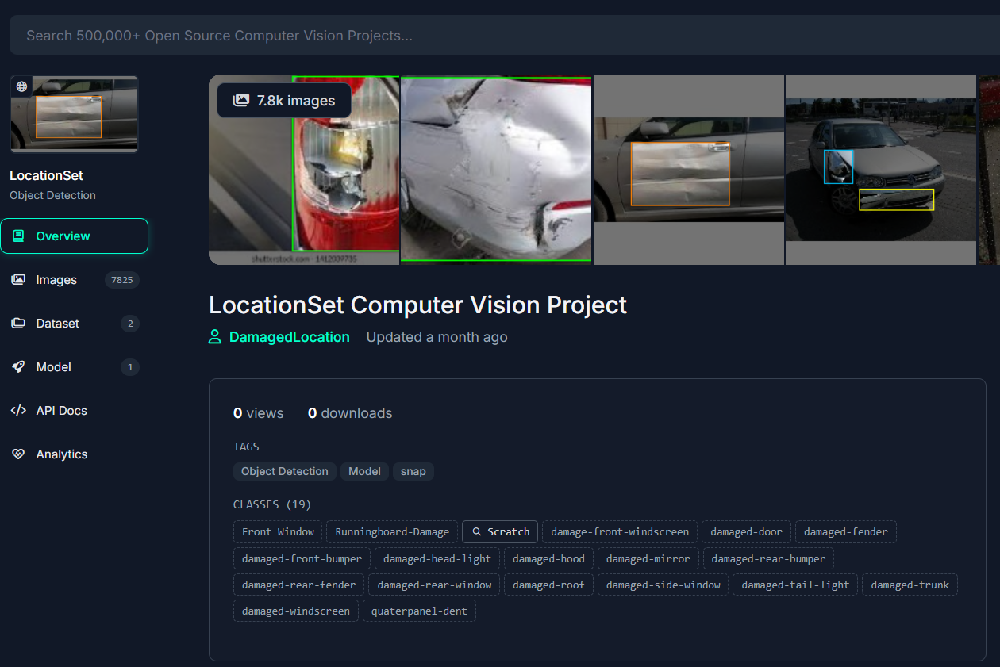 Search 500,000+ Open Source Computer Vision Projects...
7.8k images
shutterstock.com · 1412039735
LocationSet
Object Detection
Overview
Images 7825
Dataset 2
Model 1
API Docs
Analytics
LocationSet Computer Vision Project
DamagedLocation Updated a month ago
0 views 0 downloads
TAGS
Object Detection Model snap
CLASSES (19)
Front Window Runningboard-Damage Scratch damage-front-windscreen damaged-door damaged-fender
damaged-front-bumper damaged-head-light damaged-hood damaged-mirror damaged-rear-bumper
damaged-rear-fender damaged-rear-window damaged-roof damaged-side-window damaged-tail-light damaged-trunk
damaged-windscreen quaterpanel-dent